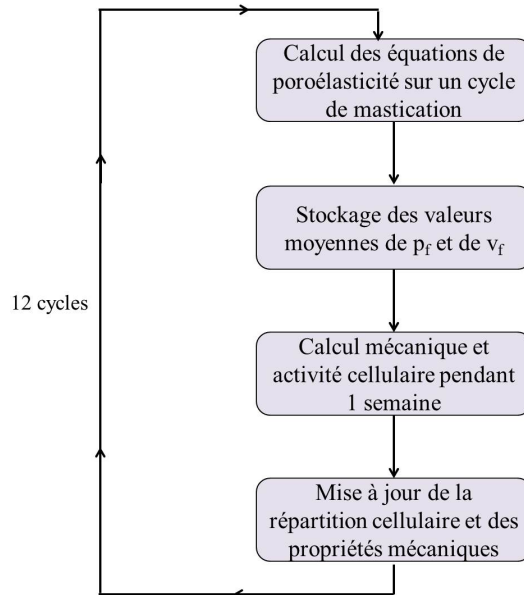 Calcul des équations de
poroélasticité sur un cycle
de mastication
Stockage des valeurs
moyennes de pf et de vf
12 cycles
Calcul mécanique et
activité cellulaire pendant
1 semaine
Mise à jour de la
répartition cellulaire et des
propriétés mécaniques